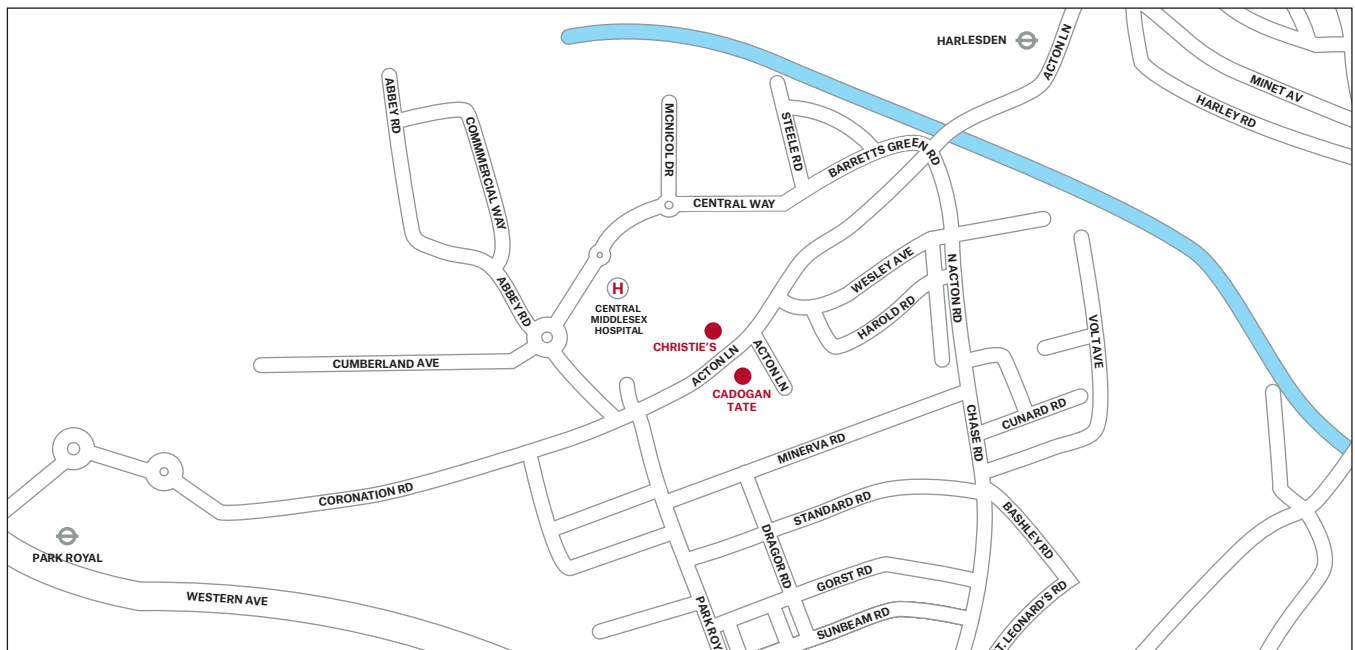 HARLESDEN
ACTON LN
MINET AV
HARLEY RD
ABBEY RD
COMMMERCIAL WAY
MCNICOL DR
STEELE RD
BARRETTS GREEN RD
CENTRAL WAY
ABBEY RD
H
CENTRAL
MIDDLESEX
HOSPITAL
WESLEY AVE
HAROLD RD
N ACTON RD
VOLT AVE
CHRISTIE'S
CUMBERLAND AVE
ACTON LN
ACTON LN
CADOGAN
TATE
CUNARD RD
CHASE RD
MINERVA RD
CORONATION RD
STANDARD RD
BASHLEY RD
DRAGOR RD
PARK ROYAL
GORST RD
WESTERN AVE
PARK ROY
SUNBEAM RD
T. LEONARD'S RD